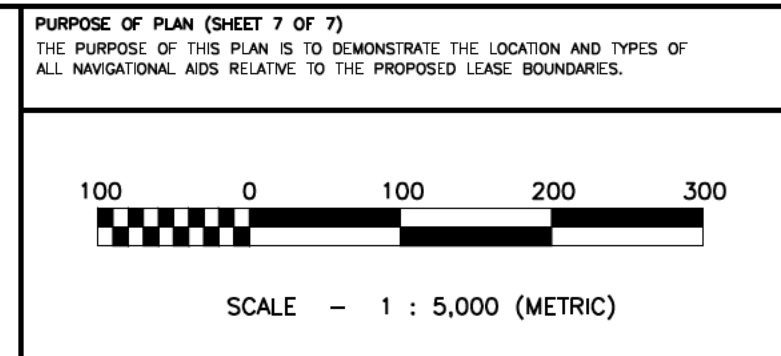 PURPOSE OF PLAN (SHEET 7 OF 7)
THE PURPOSE OF THIS PLAN IS TO DEMONSTRATE THE LOCATION AND TYPES OF
ALL NAVIGATIONAL AIDS RELATIVE TO THE PROPOSED LEASE BOUNDARIES.
100 0 100 200 300
SCALE – 1 : 5,000 (METRIC)